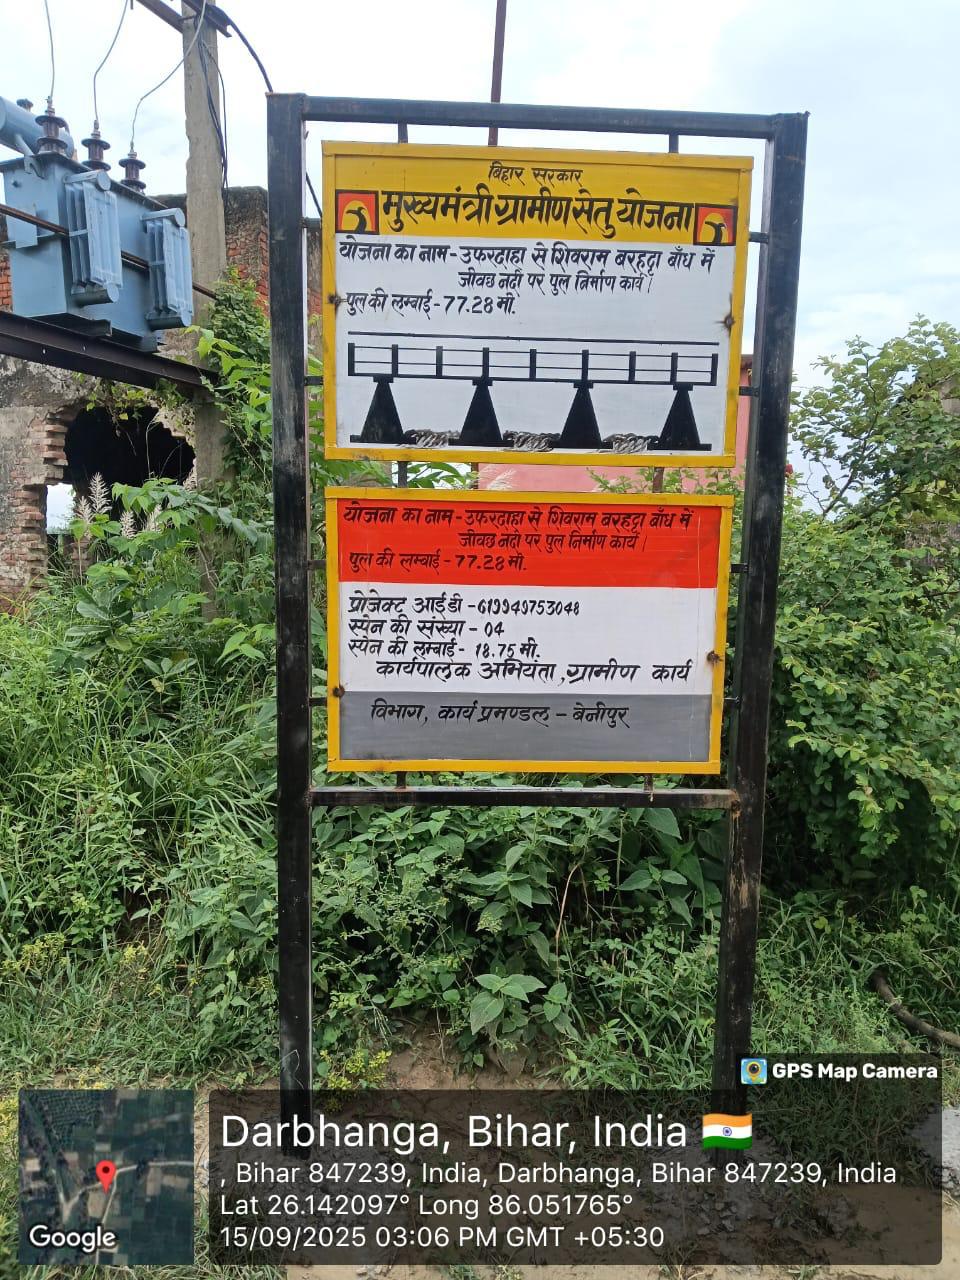 बिहार सरकार
मुख्यमंत्री ग्रामीण सेतु योजना
योजना का नाम - उफरदाहा से शिवराम बरहट्टा बाँध में
जीवछ नदी पर पुल निर्माण कार्य।
पुल की लम्बाई - 77.28 मी.
योजना का नाम - उफरदाहा से शिवराम बरहट्टा बाँध में
जीवछ नदी पर पुल निर्माण कार्य।
पुल की लम्बाई - 77.28 मी.
प्रोजेक्ट आई डी - 619949753048
स्पेन की संख्या - 04
स्पेन की लम्बाई - 18.75 मी.
कार्यपालक अभियंता, ग्रामीण कार्य
विभाग, कार्य प्रमण्डल - बेनीपुर
GPS Map Camera
Darbhanga, Bihar, India
, Bihar 847239, India, Darbhanga, Bihar 847239, India
Lat 26.142097° Long 86.051765°
15/09/2025 03:06 PM GMT +05:30
Google